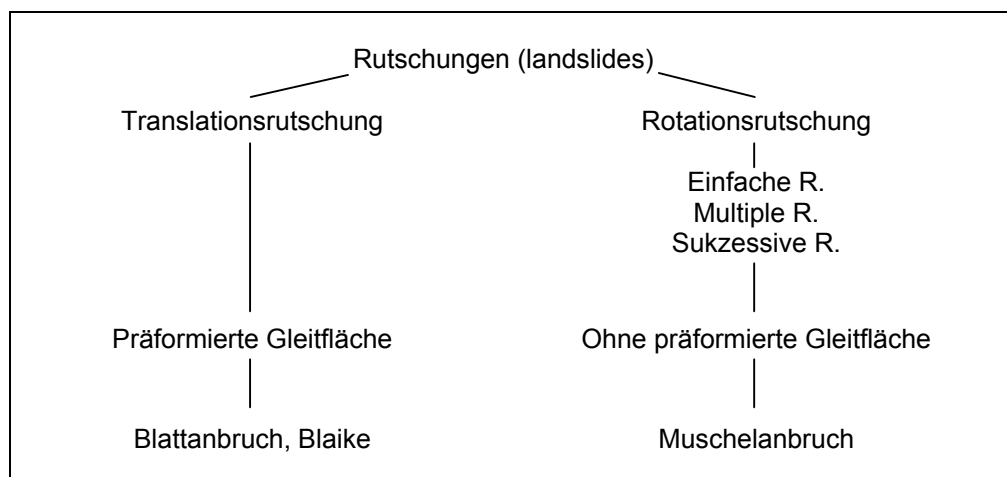 Rutschungen (landslides)
Translationsrutschung
Rotationsrutschung
Einfache R.
Multiple R.
Sukzessive R.
Präformierte Gleitfläche
Ohne präformierte Gleitfläche
Blattanbruch, Blaike
Muschelanbruch